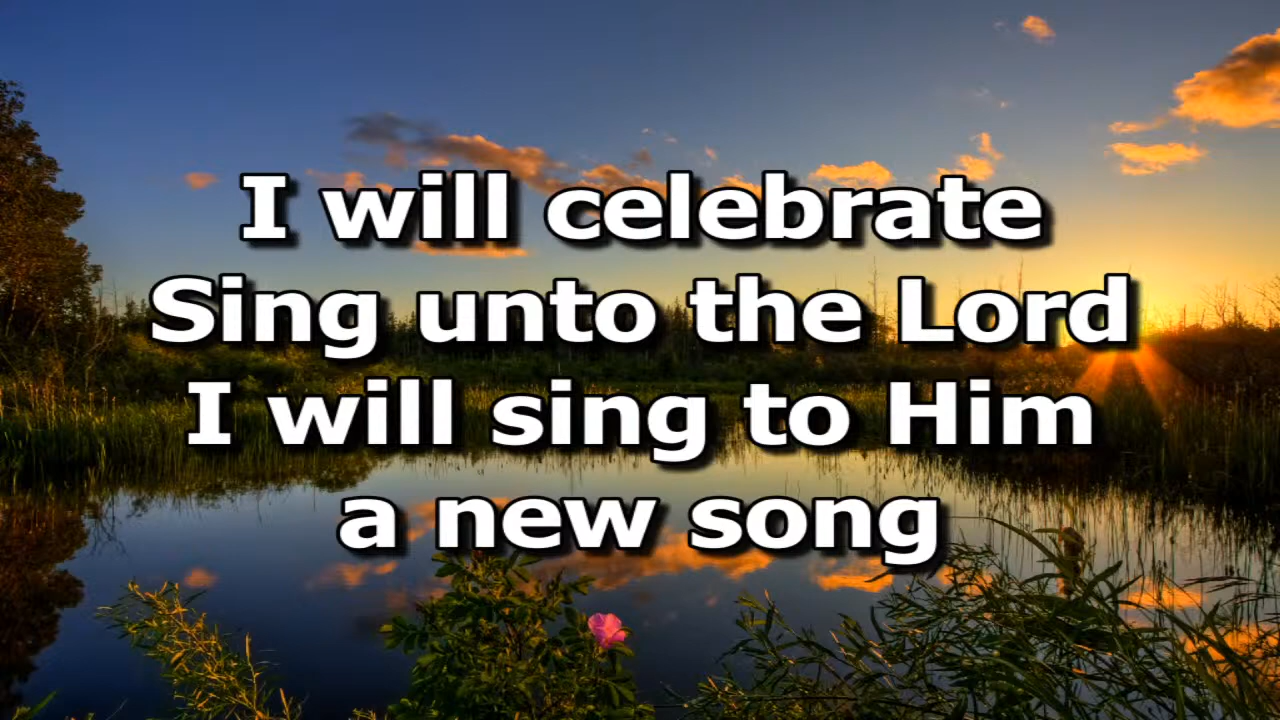 I will celebrate
Sing unto the Lord
I will sing to Him
a new song